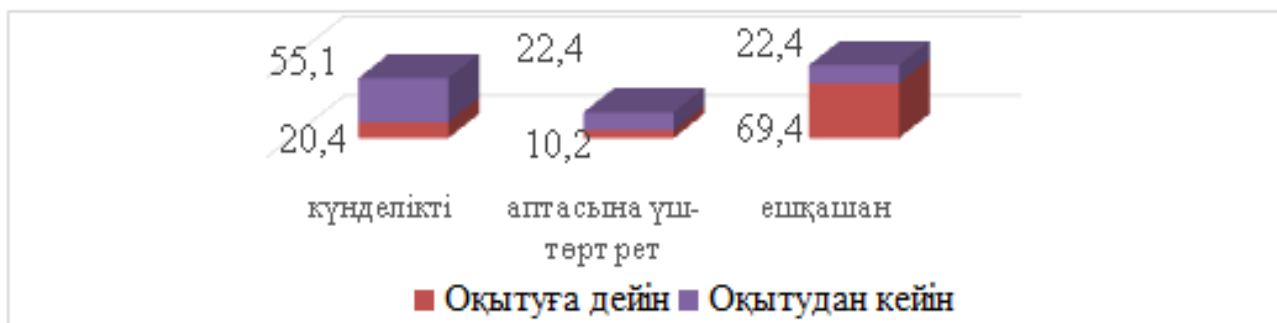 55,1
22,4
22,4
20,4
10,2
69,4
күнделікті
аптасына үш-
төрт рет
ешқашан
Оқытуға дейін
Оқытудан кейін